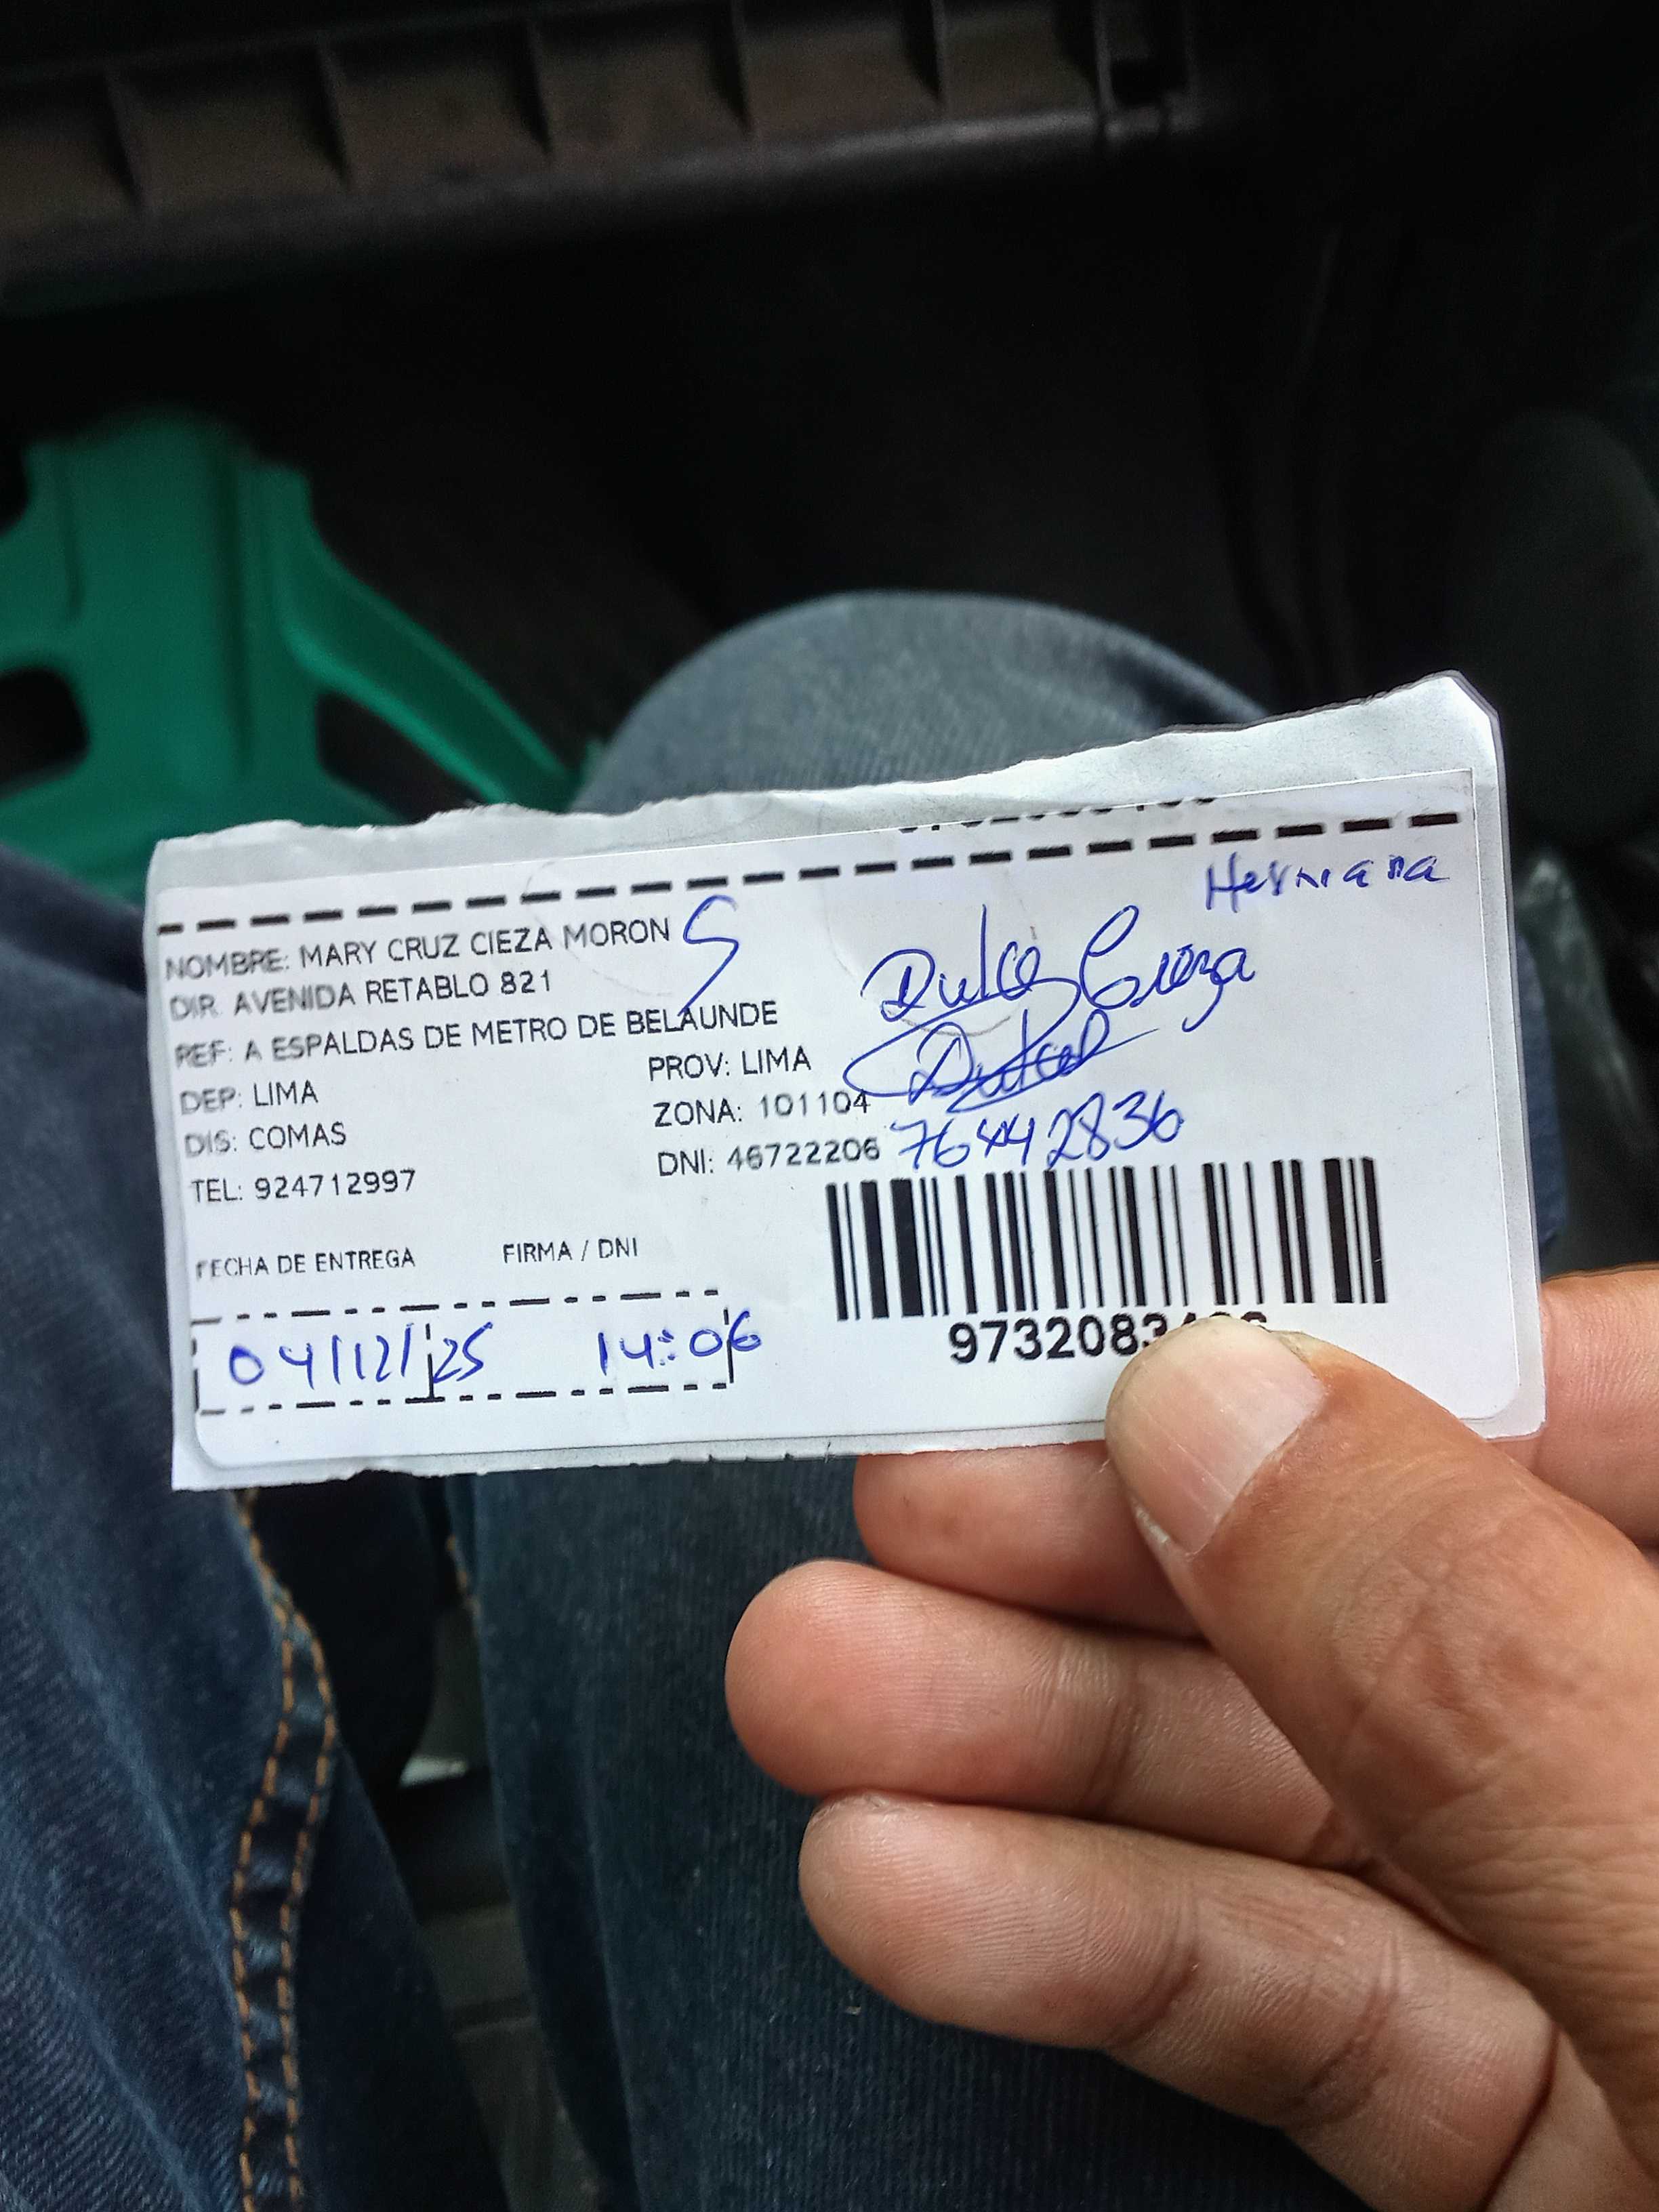 Hermana
NOMBRE: MARY CRUZ CIEZA MORON S
DIR. AVENIDA RETABLO 821
REF: A ESPALDAS DE METRO DE BELAUNDE
Dulce Cieza
DEP: LIMA PROV: LIMA
DIS: COMAS ZONA: 101104
TEL: 924712997 DNI: 46722206 76442836
FECHA DE ENTREGA FIRMA / DNI
04/12/25 14:06